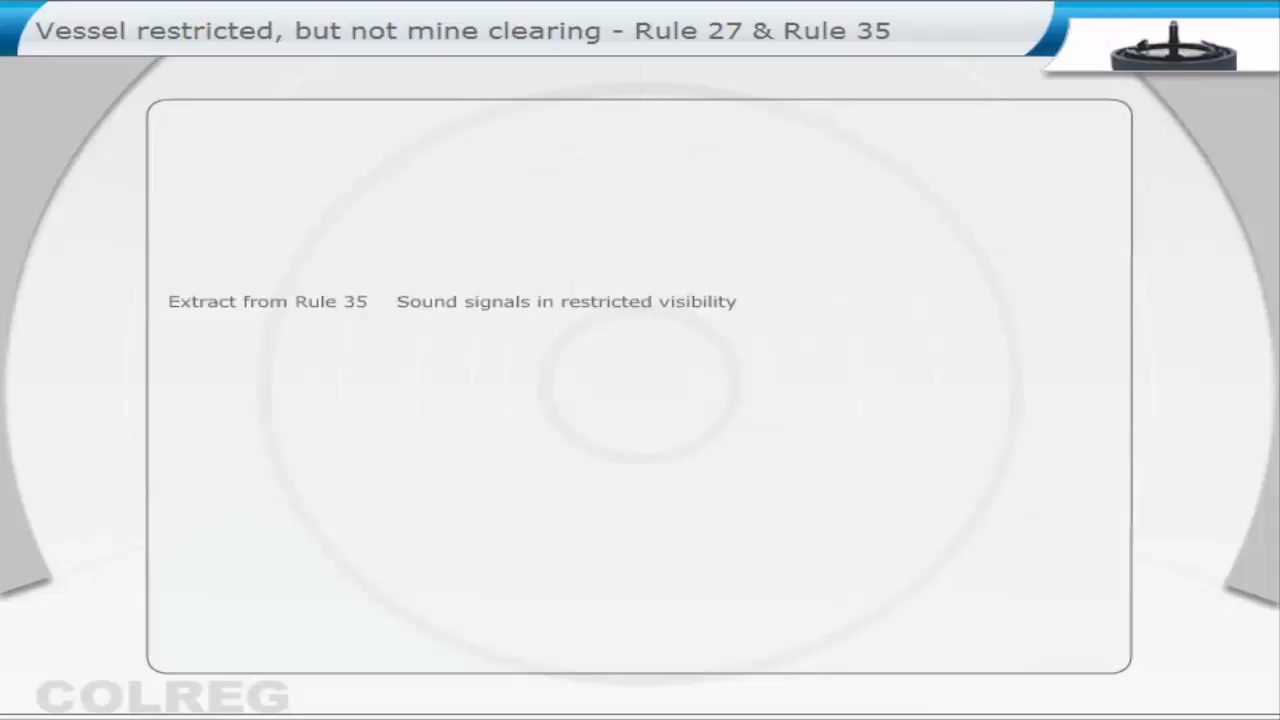 Vessel restricted, but not mine clearing - Rule 27 & Rule 35
Extract from Rule 35 Sound signals in restricted visibility
COLREG